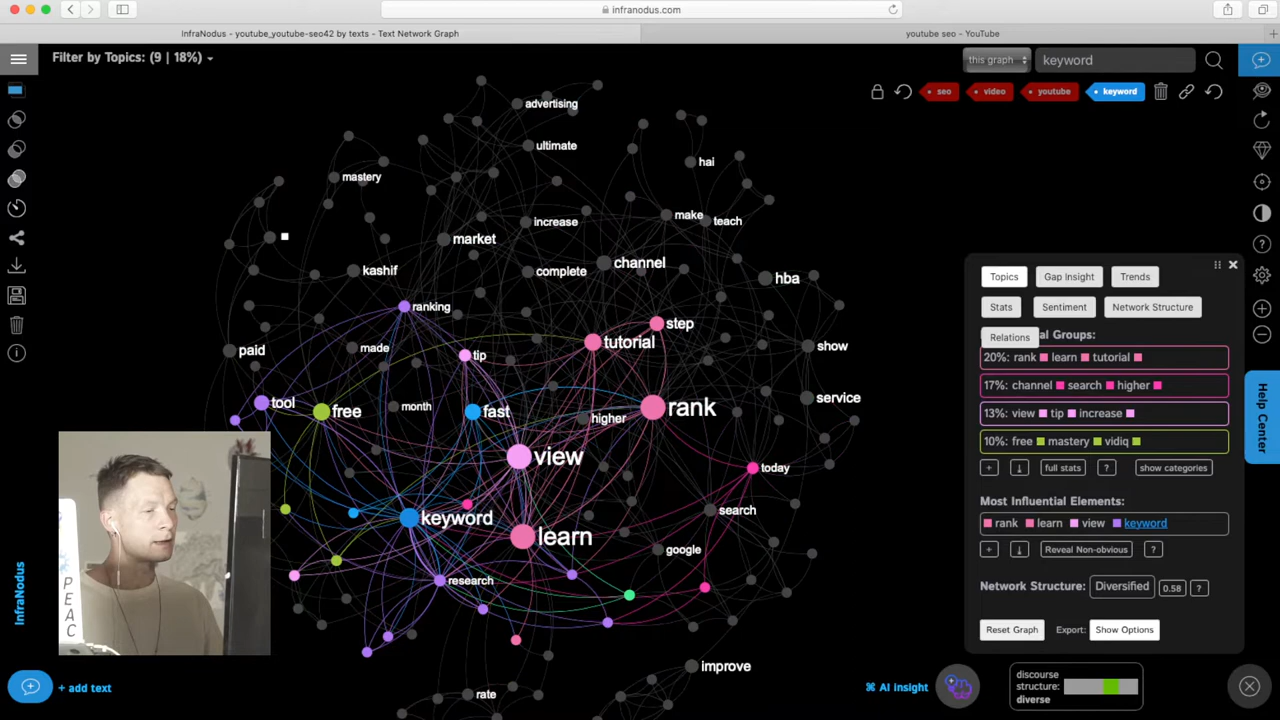 infranodus.com
InfraNodus - youtube_youtube-seo42 by texts - Text Network Graph
youtube seo - YouTube
Filter by Topics: (9 | 18%)
this graph
keyword
seo
video
youtube
keyword
advertising
ultimate
hai
mastery
make
teach
increase
market
channel
complete
kashif
hba
ranking
step
tutorial
made
tip
paid
show
tool
free
month
fast
rank
higher
service
view
today
keyword
search
learn
google
research
improve
rate
Topics
Gap Insight
Trends
Stats
Sentiment
Network Structure
Relations
al Groups:
20%: rank learn tutorial
17%: channel search higher
13%: view tip increase
10%: free mastery vidiq
+
full stats
?
show categories
Most Influential Elements:
rank learn view keyword
+
Reveal Non-obvious
?
Network Structure:
Diversified
0.58
?
Reset Graph
Export:
Show Options
Help Center
InfraNodus
P
E
A
C
+ add text
⌘ AI insight
discourse
structure:
diverse